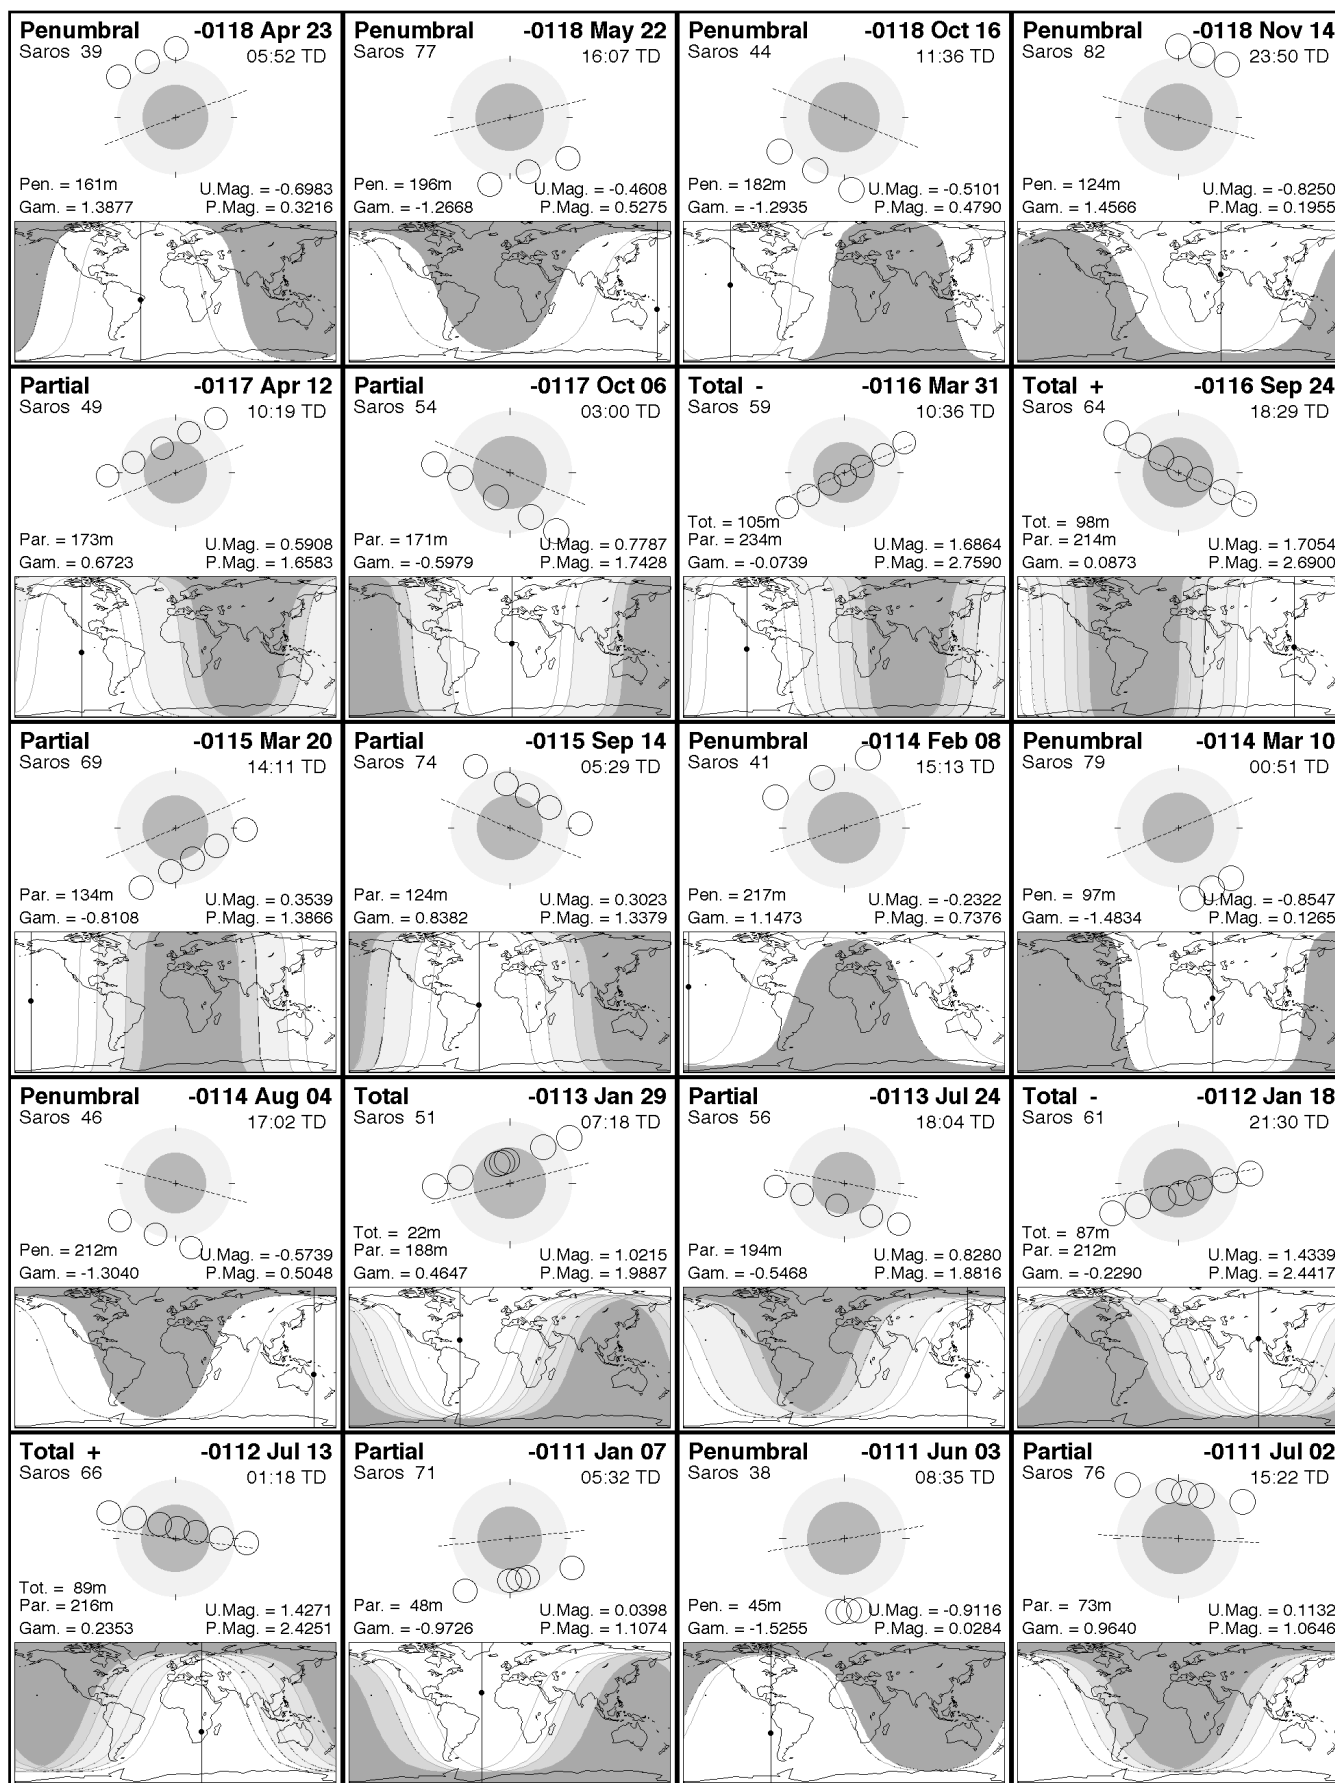 Penumbral -0118 Apr 23
Saros 39 05:52 TD
Pen. = 161m U.Mag. = -0.6983
Gam. = 1.3877 P.Mag. = 0.3216
Penumbral -0118 May 22
Saros 77 16:07 TD
Pen. = 196m U.Mag. = -0.4608
Gam. = -1.2668 P.Mag. = 0.5275
Penumbral -0118 Oct 16
Saros 44 11:36 TD
Pen. = 182m U.Mag. = -0.5101
Gam. = -1.2935 P.Mag. = 0.4790
Penumbral -0118 Nov 14
Saros 82 23:50 TD
Pen. = 124m U.Mag. = -0.8250
Gam. = 1.4566 P.Mag. = 0.1955
Partial -0117 Apr 12
Saros 49 10:19 TD
Par. = 173m U.Mag. = 0.5908
Gam. = 0.6723 P.Mag. = 1.6583
Partial -0117 Oct 06
Saros 54 03:00 TD
Par. = 171m U.Mag. = 0.7787
Gam. = -0.5979 P.Mag. = 1.7428
Total - -0116 Mar 31
Saros 59 10:36 TD
Tot. = 105m
Par. = 234m U.Mag. = 1.6864
Gam. = -0.0739 P.Mag. = 2.7590
Total + -0116 Sep 24
Saros 64 18:29 TD
Tot. = 98m
Par. = 214m U.Mag. = 1.7054
Gam. = 0.0873 P.Mag. = 2.6900
Partial -0115 Mar 20
Saros 69 14:11 TD
Par. = 134m U.Mag. = 0.3539
Gam. = -0.8108 P.Mag. = 1.3866
Partial -0115 Sep 14
Saros 74 05:29 TD
Par. = 124m U.Mag. = 0.3023
Gam. = 0.8382 P.Mag. = 1.3379
Penumbral -0114 Feb 08
Saros 41 15:13 TD
Pen. = 217m U.Mag. = -0.2322
Gam. = 1.1473 P.Mag. = 0.7376
Penumbral -0114 Mar 10
Saros 79 00:51 TD
Pen. = 97m U.Mag. = -0.8547
Gam. = -1.4834 P.Mag. = 0.1265
Penumbral -0114 Aug 04
Saros 46 17:02 TD
Pen. = 212m U.Mag. = -0.5739
Gam. = -1.3040 P.Mag. = 0.5048
Total -0113 Jan 29
Saros 51 07:18 TD
Tot. = 22m
Par. = 188m U.Mag. = 1.0215
Gam. = 0.4647 P.Mag. = 1.9887
Partial -0113 Jul 24
Saros 56 18:04 TD
Par. = 194m U.Mag. = 0.8280
Gam. = -0.5468 P.Mag. = 1.8816
Total - -0112 Jan 18
Saros 61 21:30 TD
Tot. = 87m
Par. = 212m U.Mag. = 1.4339
Gam. = -0.2290 P.Mag. = 2.4417
Total + -0112 Jul 13
Saros 66 01:18 TD
Tot. = 89m
Par. = 216m U.Mag. = 1.4271
Gam. = 0.2353 P.Mag. = 2.4251
Partial -0111 Jan 07
Saros 71 05:32 TD
Par. = 48m U.Mag. = 0.0398
Gam. = -0.9726 P.Mag. = 1.1074
Penumbral -0111 Jun 03
Saros 38 08:35 TD
Pen. = 45m U.Mag. = -0.9116
Gam. = -1.5255 P.Mag. = 0.0284
Partial -0111 Jul 02
Saros 76 15:22 TD
Par. = 73m U.Mag. = 0.1132
Gam. = 0.9640 P.Mag. = 1.0646